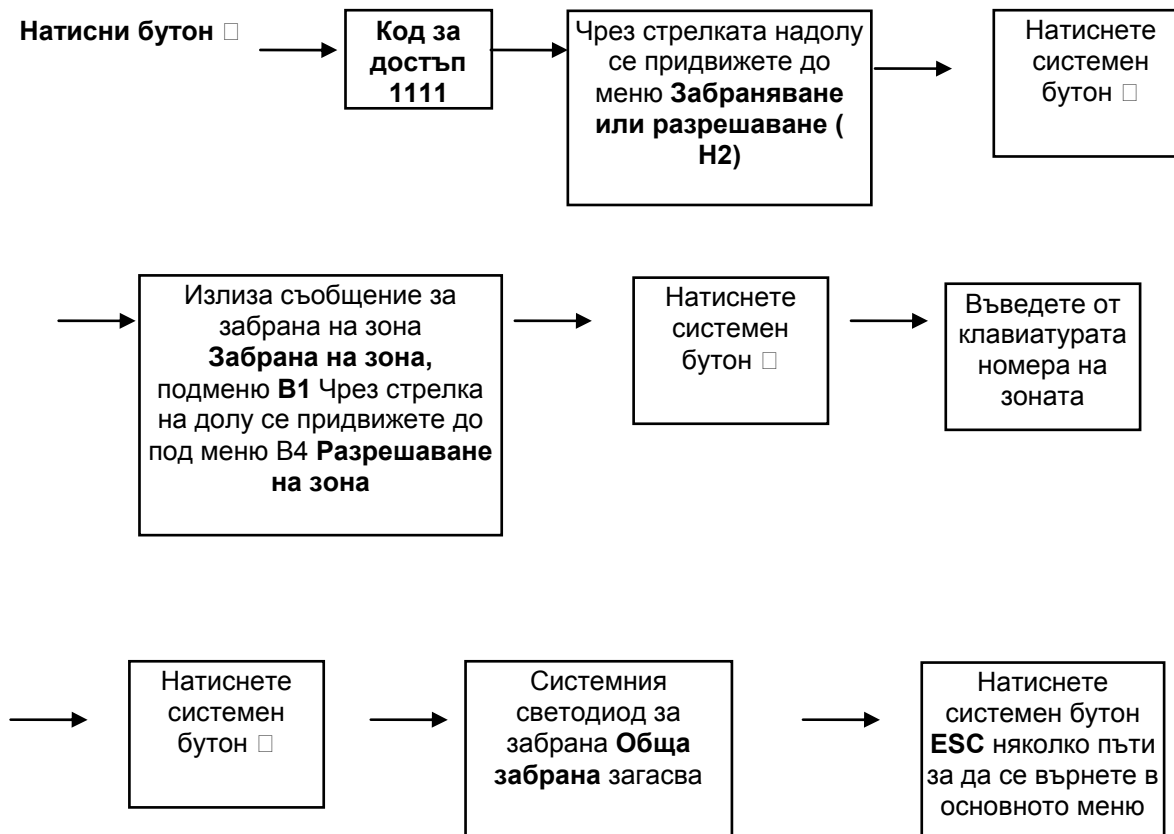 Натисни бутон □
Код за
достъп
1111
Чрез стрелката надолу
се придвижете до
меню Забраняване
или разрешаване (
H2)
Натиснете
системен
бутон □
Излиза съобщение за
забрана на зона
Забрана на зона,
подменю B1 Чрез стрелка
на долу се придвижете до
под меню B4 Разрешаване
на зона
Натиснете
системен
бутон □
Въведете от
клавиатурата
номера на
зоната
Натиснете
системен
бутон □
Системния
светодиод за
забрана Обща
забрана загасва
Натиснете
системен бутон
ESC няколко пъти
за да се върнете в
основното меню